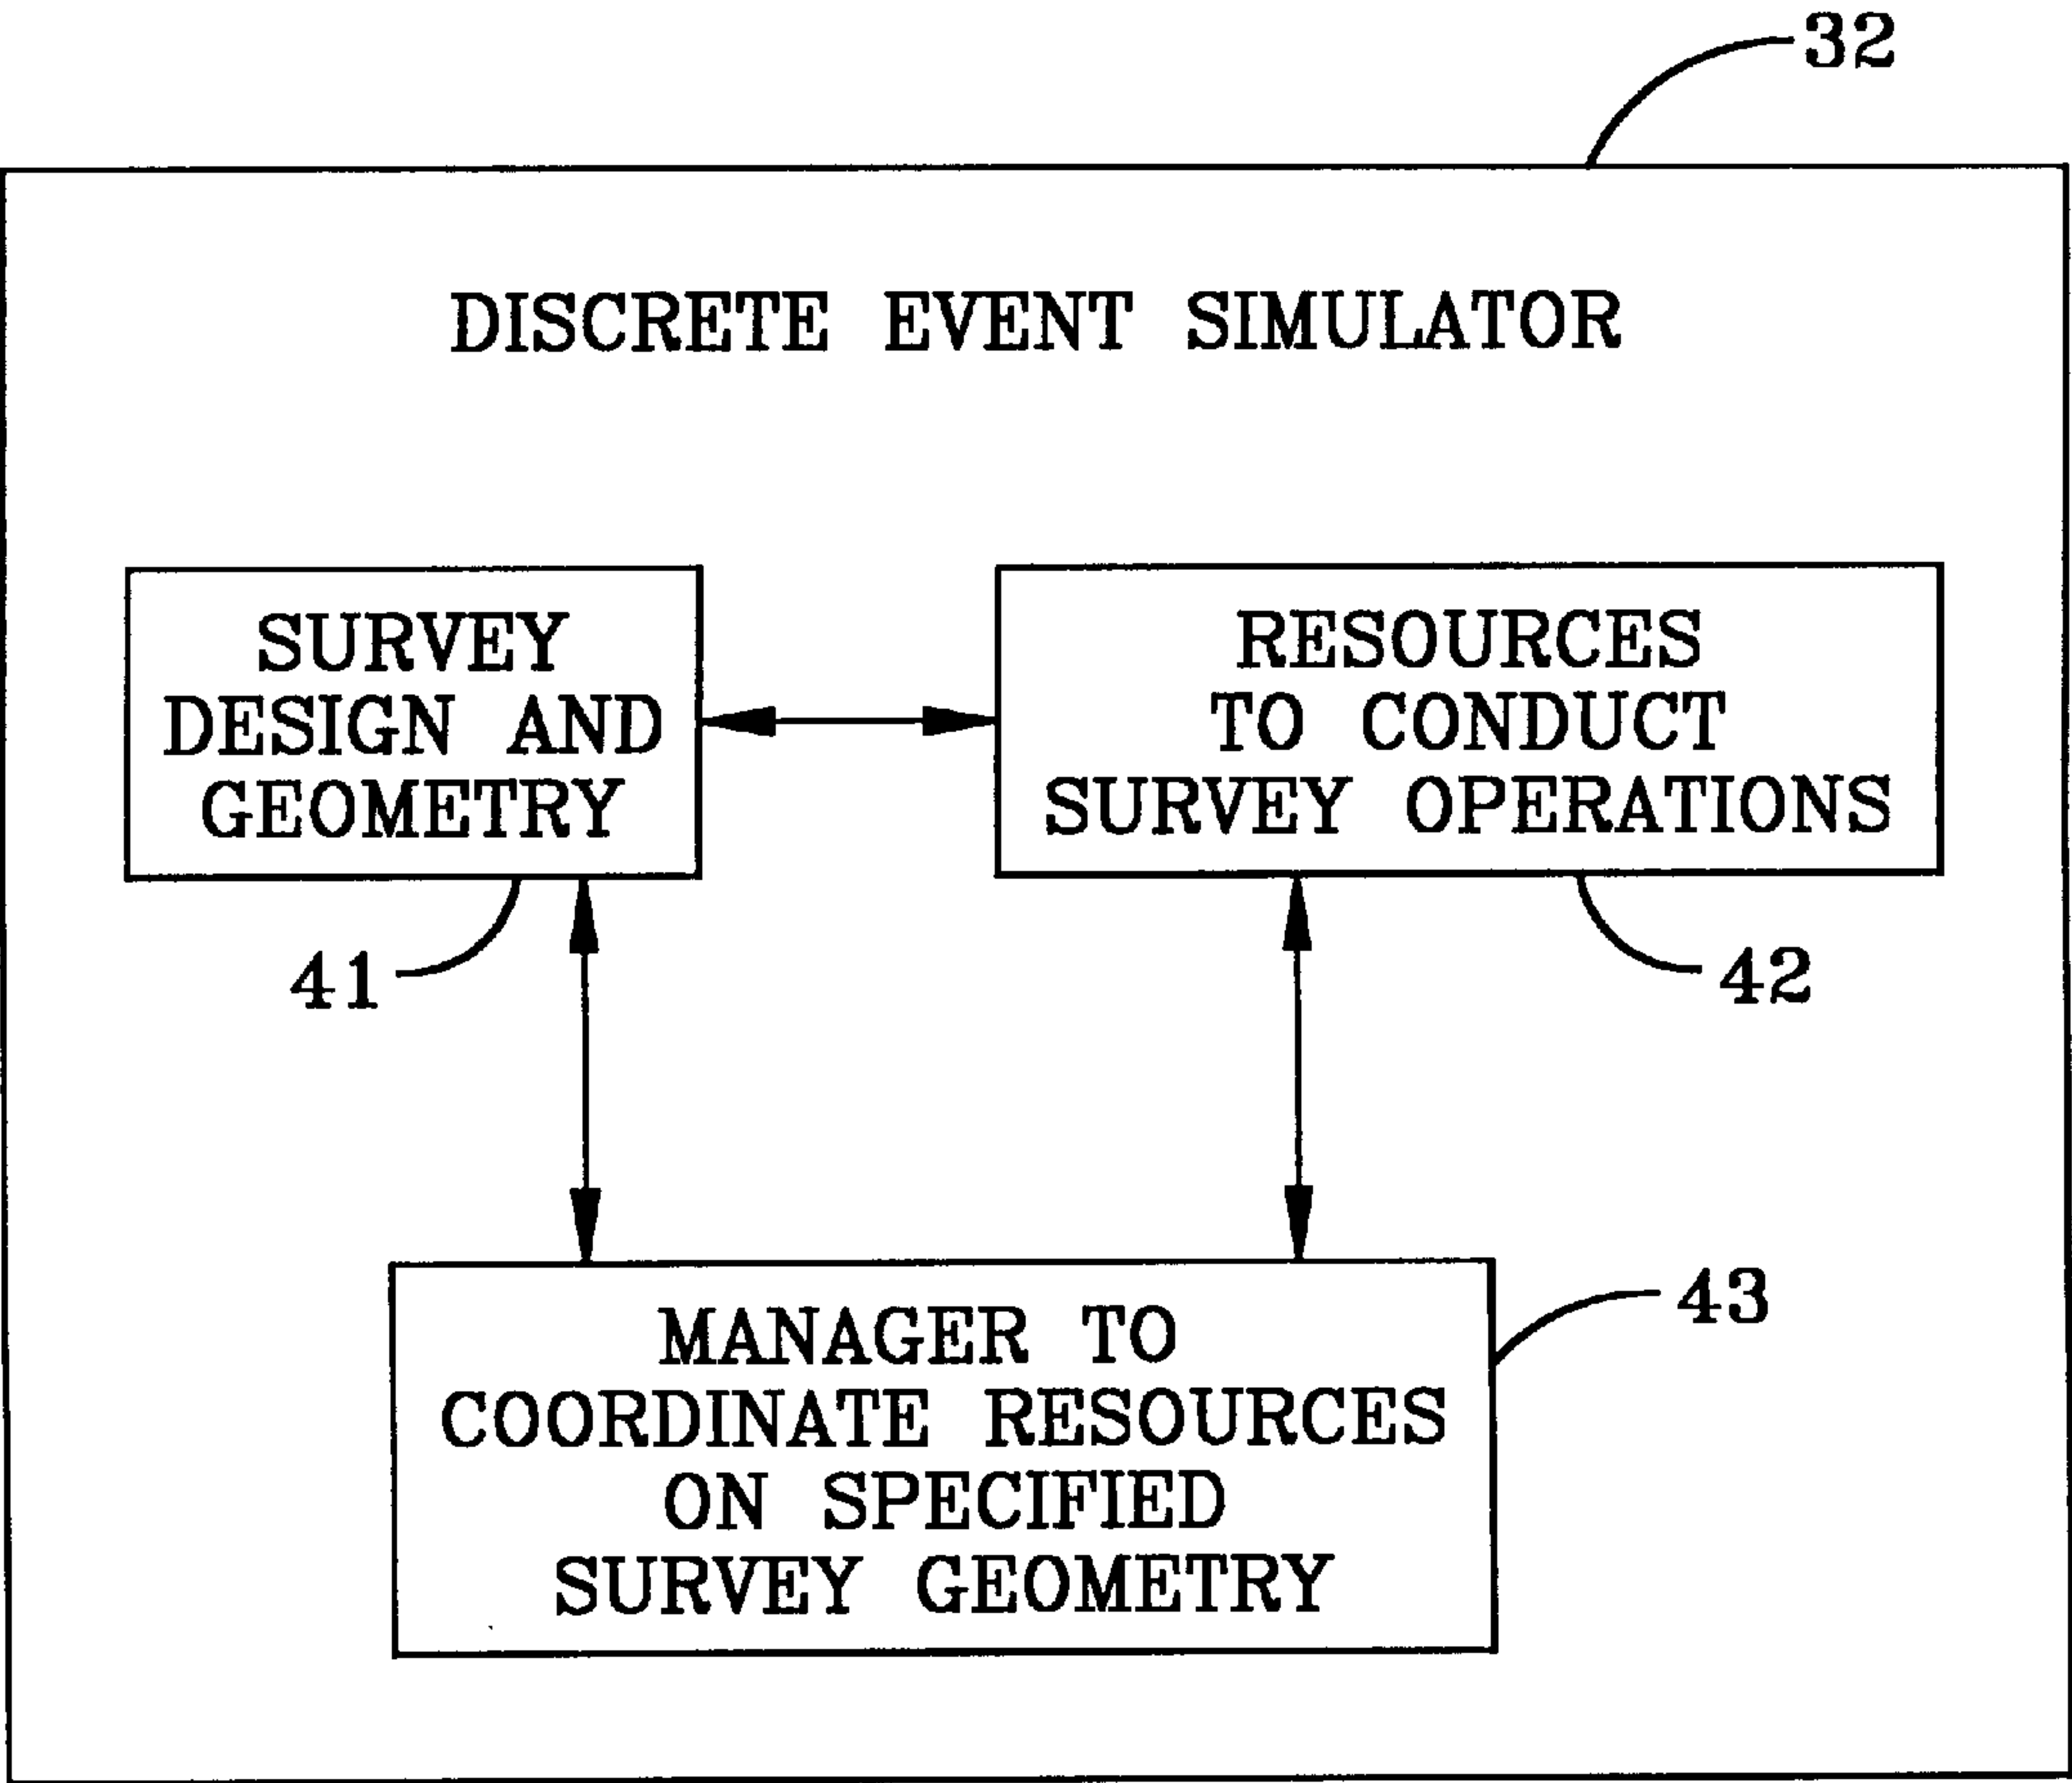 32
DISCRETE EVENT SIMULATOR
SURVEY
DESIGN AND
GEOMETRY
RESOURCES
TO CONDUCT
SURVEY OPERATIONS
41
42
MANAGER TO
COORDINATE RESOURCES
ON SPECIFIED
SURVEY GEOMETRY
43